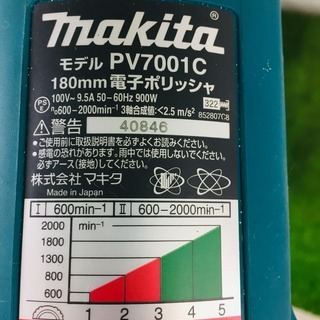 makita®
モデル PV7001C
180mm 電子ポリッシャ
100V~ 9.5A 50-60Hz 900W
n₀600-2000min⁻¹ 3軸合成値:<2.5 m/s²
322
852807C8
警告 40846
●ご使用前に取扱説明書をよくお読みください。
●感電の恐れがあります。雨中では使用しないでください。
必ずアース(接地)してください。
株式会社 マキタ
Made in Japan
I 600min-1 II 600-2000min-1
2000 min-1
1800
1600
1400
1200
1000
800
600
1 2 3 4 5